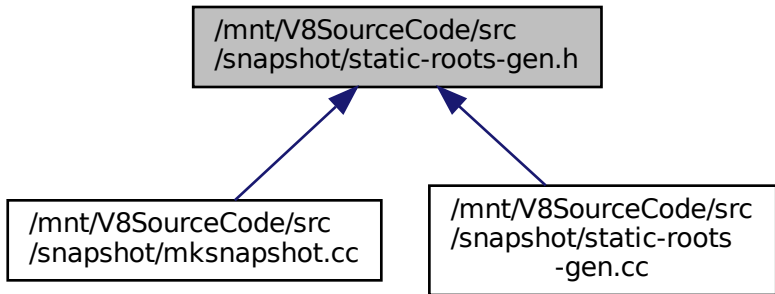 /mnt/V8SourceCode/src
/snapshot/static-roots-gen.h
/mnt/V8SourceCode/src
/snapshot/mksnapshot.cc
/mnt/V8SourceCode/src
/snapshot/static-roots
-gen.cc